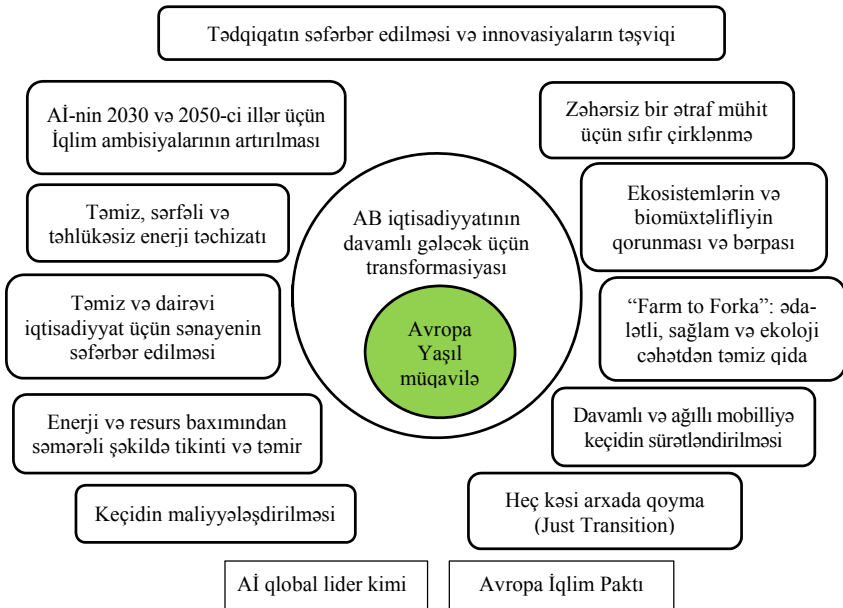 Tədqiqatın səfərbər edilməsi və innovasiyaların təşviqi
Aİ-nin 2030 və 2050-ci illər üçün
İqlim ambisiyalarının artırılması
Zəhərsiz bir ətraf mühit
üçün sıfır çirklənmə
Təmiz, sərfəli və
təhlükəsiz enerji təchizatı
AB iqtisadiyyatının
davamlı gələcək üçün
transformasiyası
Ekosistemlərin və
biomüxtəlifliyin
qorunması və bərpası
Təmiz və dairəvi
iqtisadiyyat üçün sənayenin
səfərbər edilməsi
Avropa
Yaşıl
müqavilə
“Farm to Forka”: əda-
lətli, sağlam və ekoloji
cəhətdən təmiz qida
Enerji və resurs baxımından
səmərəli şəkildə tikinti və təmir
Davamlı və ağıllı mobilliyə
keçidin sürətləndirilməsi
Keçidin maliyyələşdirilməsi
Heç kəsi arxada qoyma
(Just Transition)
Aİ qlobal lider kimi
Avropa İqlim Paktı